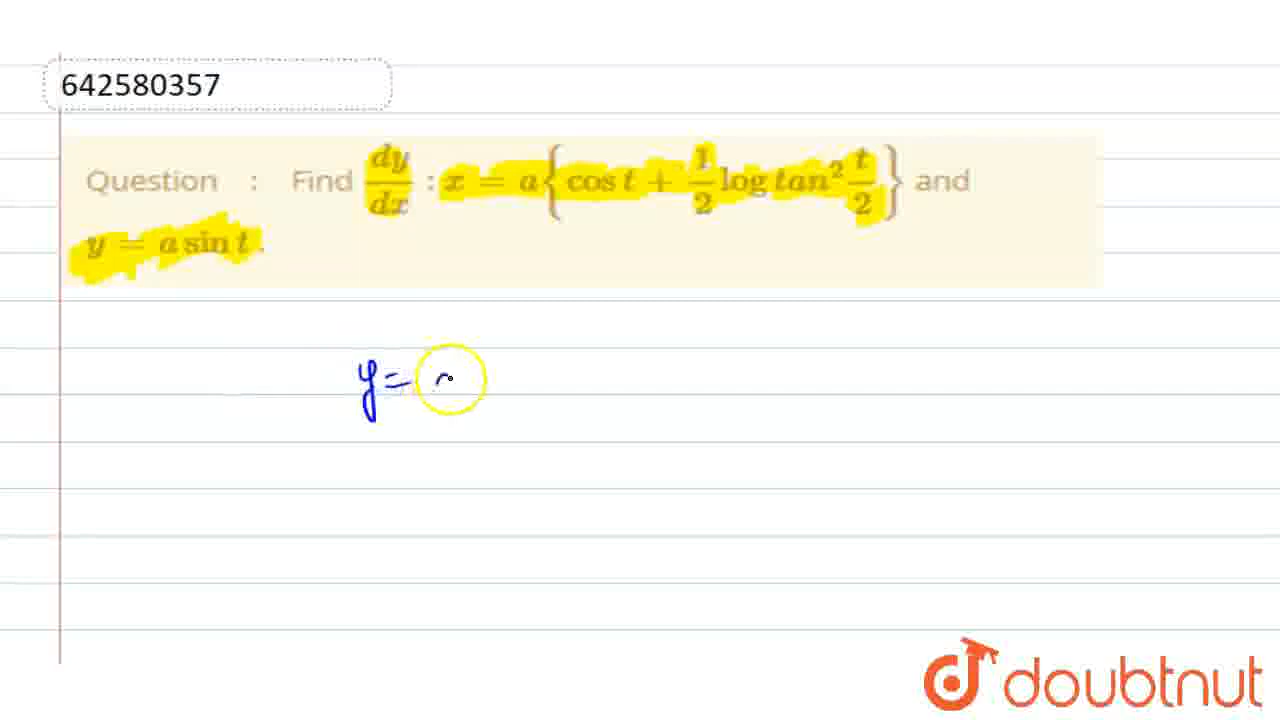 642580357
Question : Find dy/dx : x = a{cos t + 1/2 log tan² t/2} and
y = a sin t .
y =
doubtnut